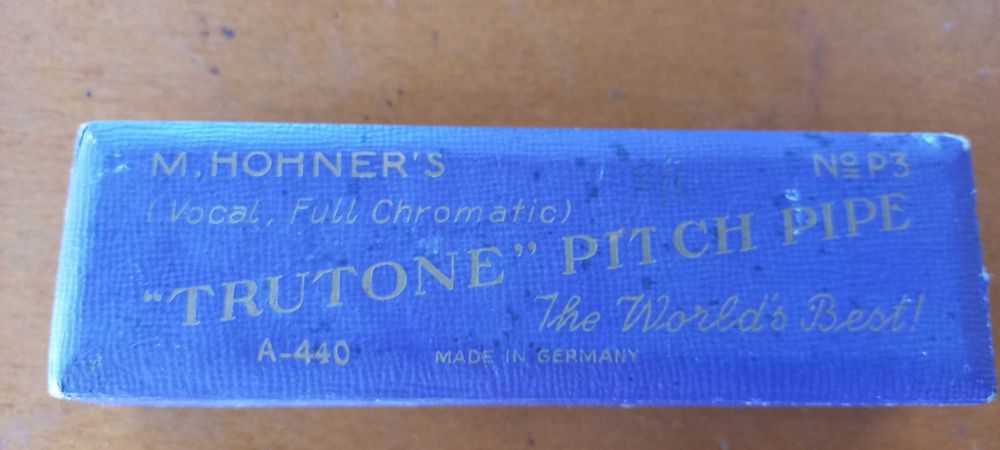 M. HOHNER'S Nº P3
(Vocal, Full Chromatic)
"TRUTONE" PITCH PIPE
The World's Best!
A-440 MADE IN GERMANY